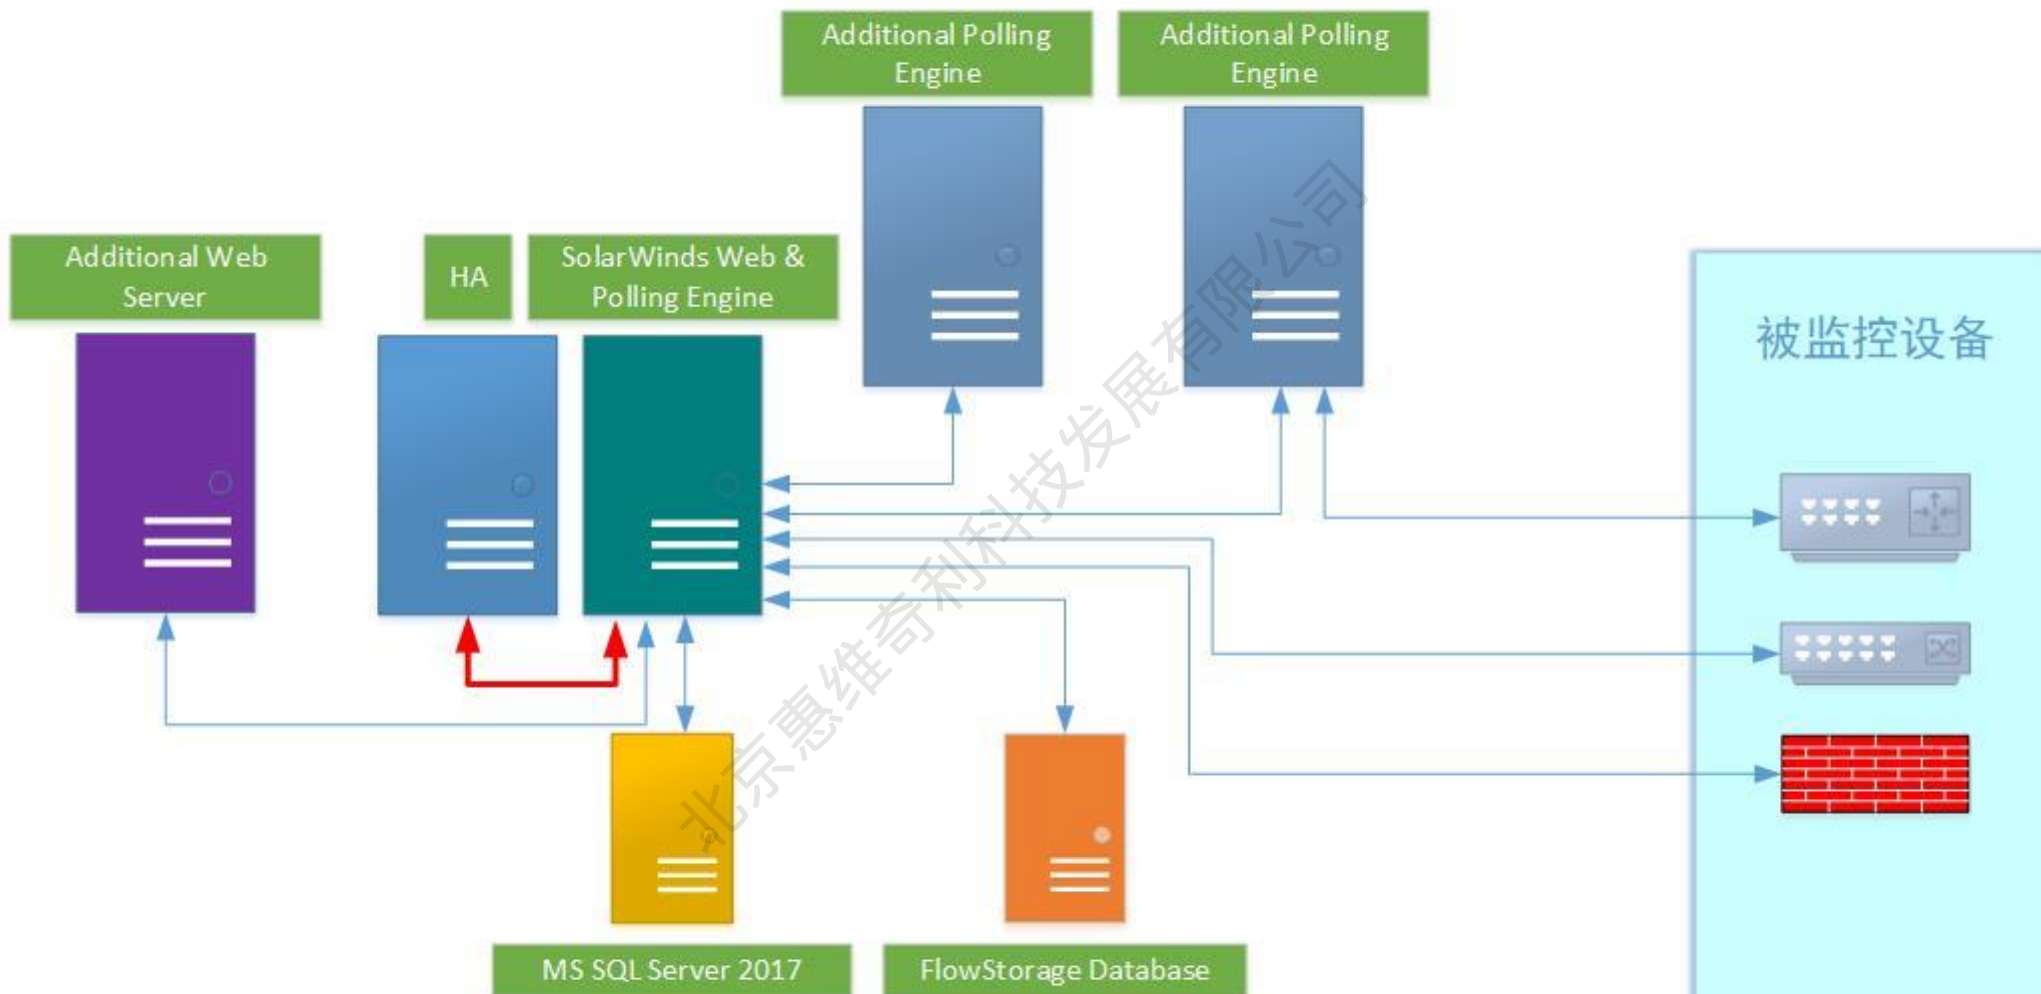 Additional Polling
Engine
Additional Polling
Engine
Additional Web
Server
HA
SolarWinds Web &
Polling Engine
被监控设备
北京惠维奇利科技发展有限公司
MS SQL Server 2017
FlowStorage Database